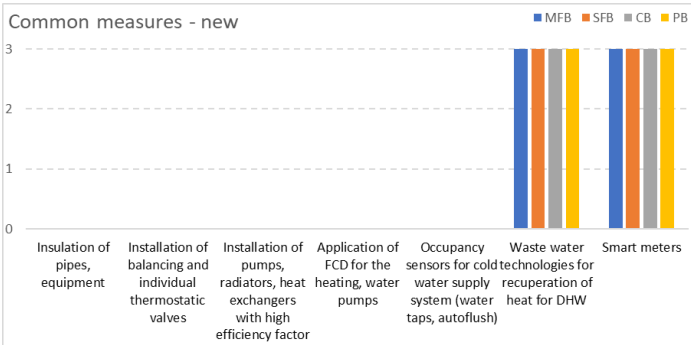 Common measures - new
MFB SFB CB PB
3
2
1
0
Insulation of
pipes,
equipment
Installation of
balancing and
individual
thermostatic
valves
Installation of
pumps,
radiators, heat
exchangers
with high
efficiency factor
Application of
FCD for the
heating, water
pumps
Occupancy
sensors for cold
water supply
system (water
taps, autoflush)
Waste water
technologies for
recuperation of
heat for DHW
Smart meters